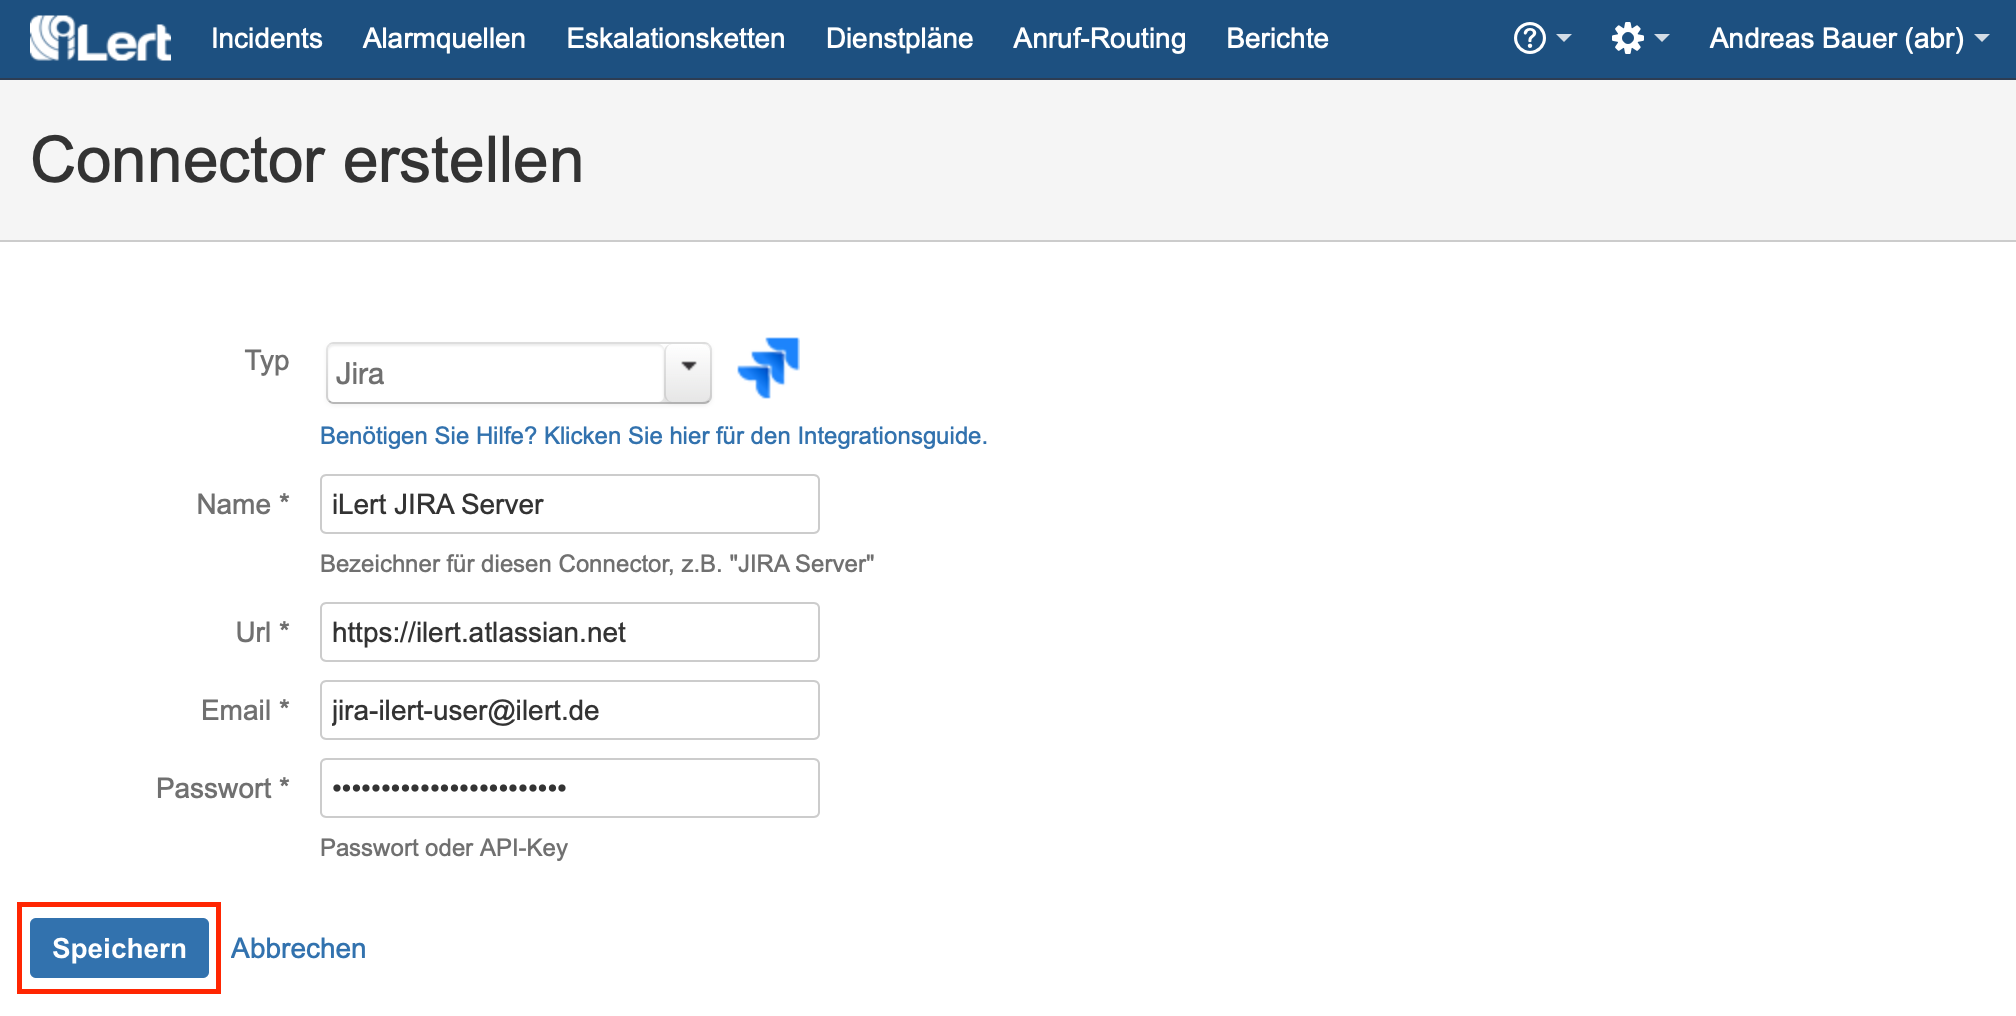 iLert Incidents Alarmquellen Eskalationsketten Dienstpläne Anruf-Routing Berichte ? Andreas Bauer (abr)
Connector erstellen
Typ Jira
Benötigen Sie Hilfe? Klicken Sie hier für den Integrationsguide.
Name * iLert JIRA Server
Bezeichner für diesen Connector, z.B. "JIRA Server"
Url * https://ilert.atlassian.net
Email * jira-ilert-user@ilert.de
Passwort * ••••••••••••••••••••••••
Passwort oder API-Key
Speichern Abbrechen